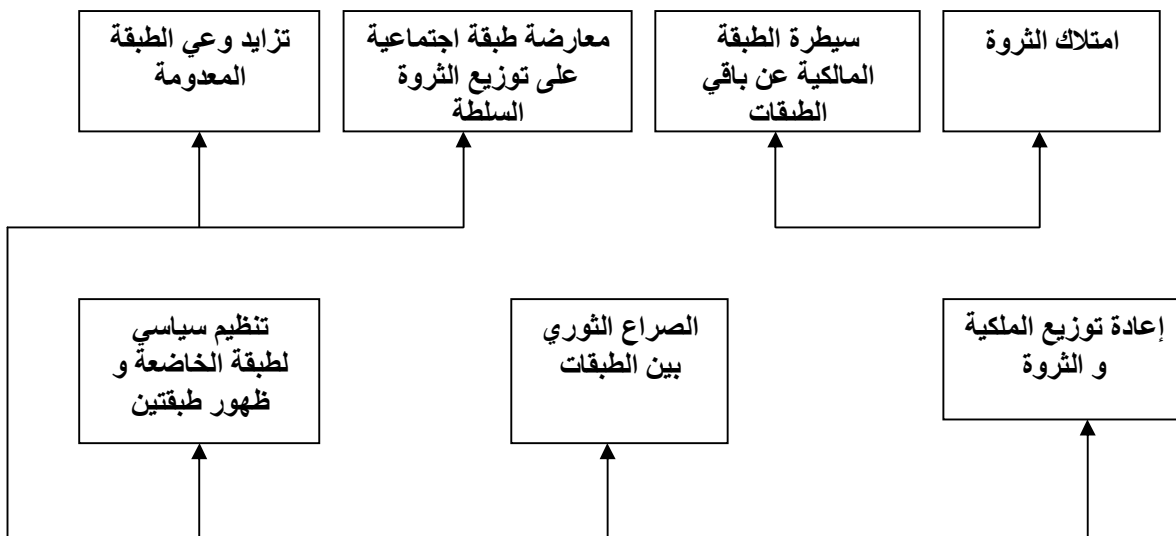 امتلاك الثروة
سيطرة الطبقة
المالكية عن باقي
الطبقات
معارضة طبقة اجتماعية
على توزيع الثروة
السلطة
تزايد وعي الطبقة
المعدومة
إعادة توزيع الملكية
و الثروة
الصراع الثوري
بين الطبقات
تنظيم سياسي
لطبقة الخاضعة و
ظهور طبقتين